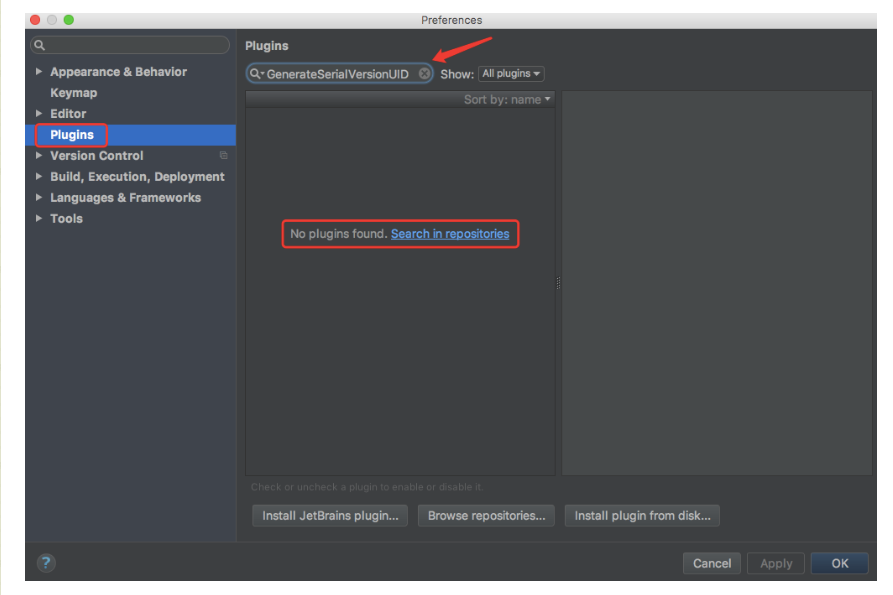 Preferences
Plugins
GenerateSerialVersionUID Show: All plugins
Sort by: name
Appearance & Behavior
Keymap
Editor
Plugins
Version Control
Build, Execution, Deployment
Languages & Frameworks
Tools
No plugins found. Search in repositories
Check or uncheck a plugin to enable or disable it.
Install JetBrains plugin... Browse repositories... Install plugin from disk...
? Cancel Apply OK